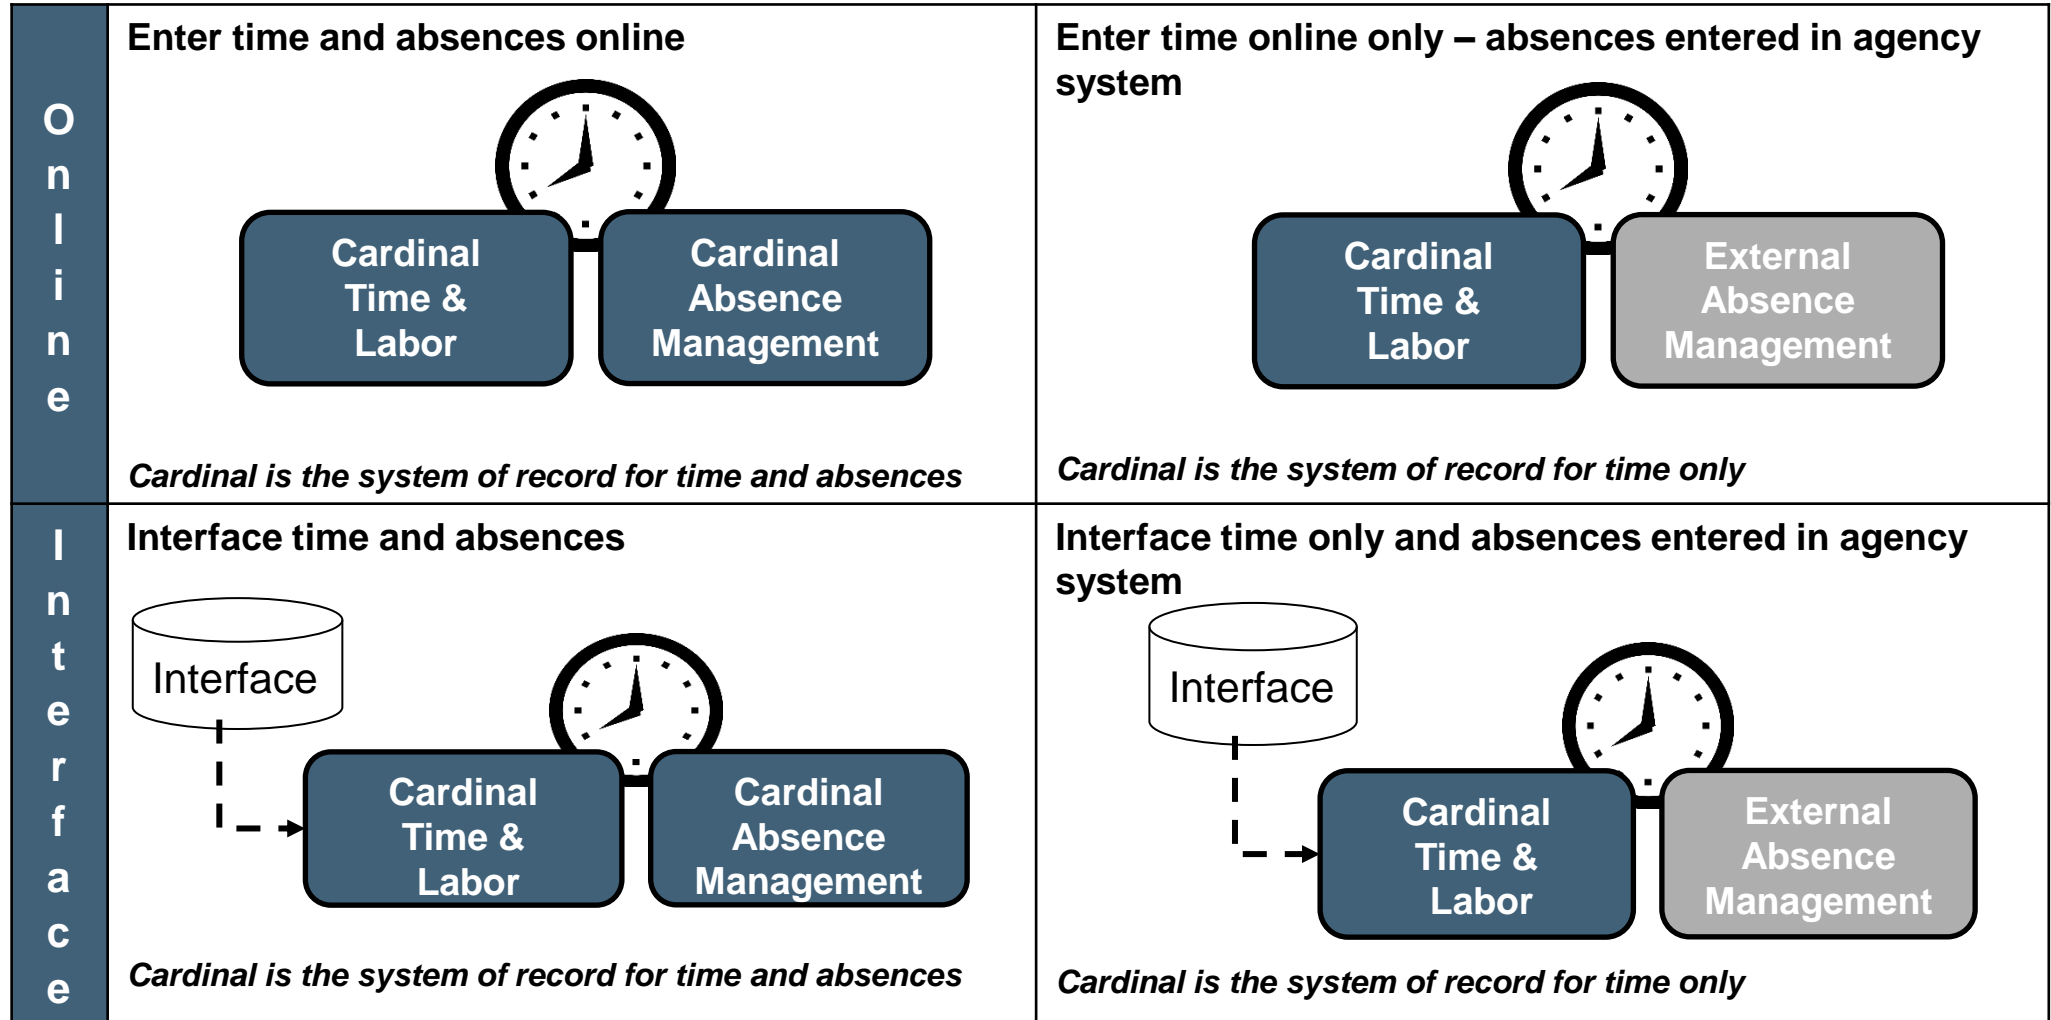 Online
Enter time and absences online
Cardinal
Time &
Labor
Cardinal
Absence
Management
Cardinal is the system of record for time and absences
Enter time online only – absences entered in agency
system
Cardinal
Time &
Labor
External
Absence
Management
Cardinal is the system of record for time only
Interface
Interface time and absences
Interface
Cardinal
Time &
Labor
Cardinal
Absence
Management
Cardinal is the system of record for time and absences
Interface time only and absences entered in agency
system
Interface
Cardinal
Time &
Labor
External
Absence
Management
Cardinal is the system of record for time only